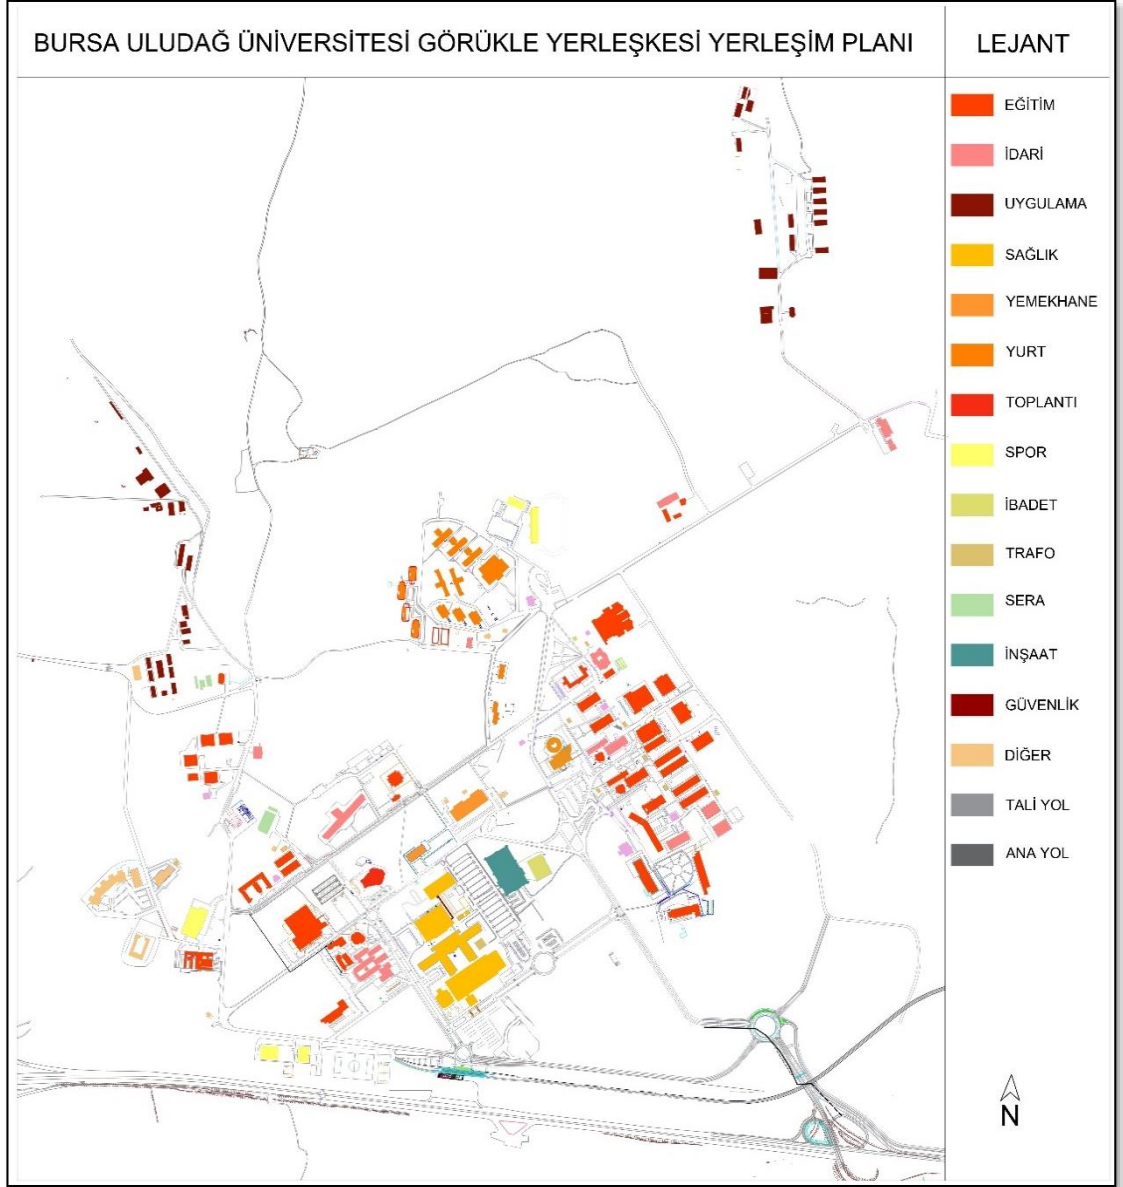 BURSA ULUDAĞ ÜNİVERSİTESİ GÖRÜKLE YERLEŞKESİ YERLEŞİM PLANI
LEJANT
EĞİTİM
İDARİ
UYGULAMA
SAĞLIK
YEMEKHANE
YURT
TOPLANTI
SPOR
İBADET
TRAFO
SERA
İNŞAAT
GÜVENLİK
DİĞER
TALİ YOL
ANA YOL
N